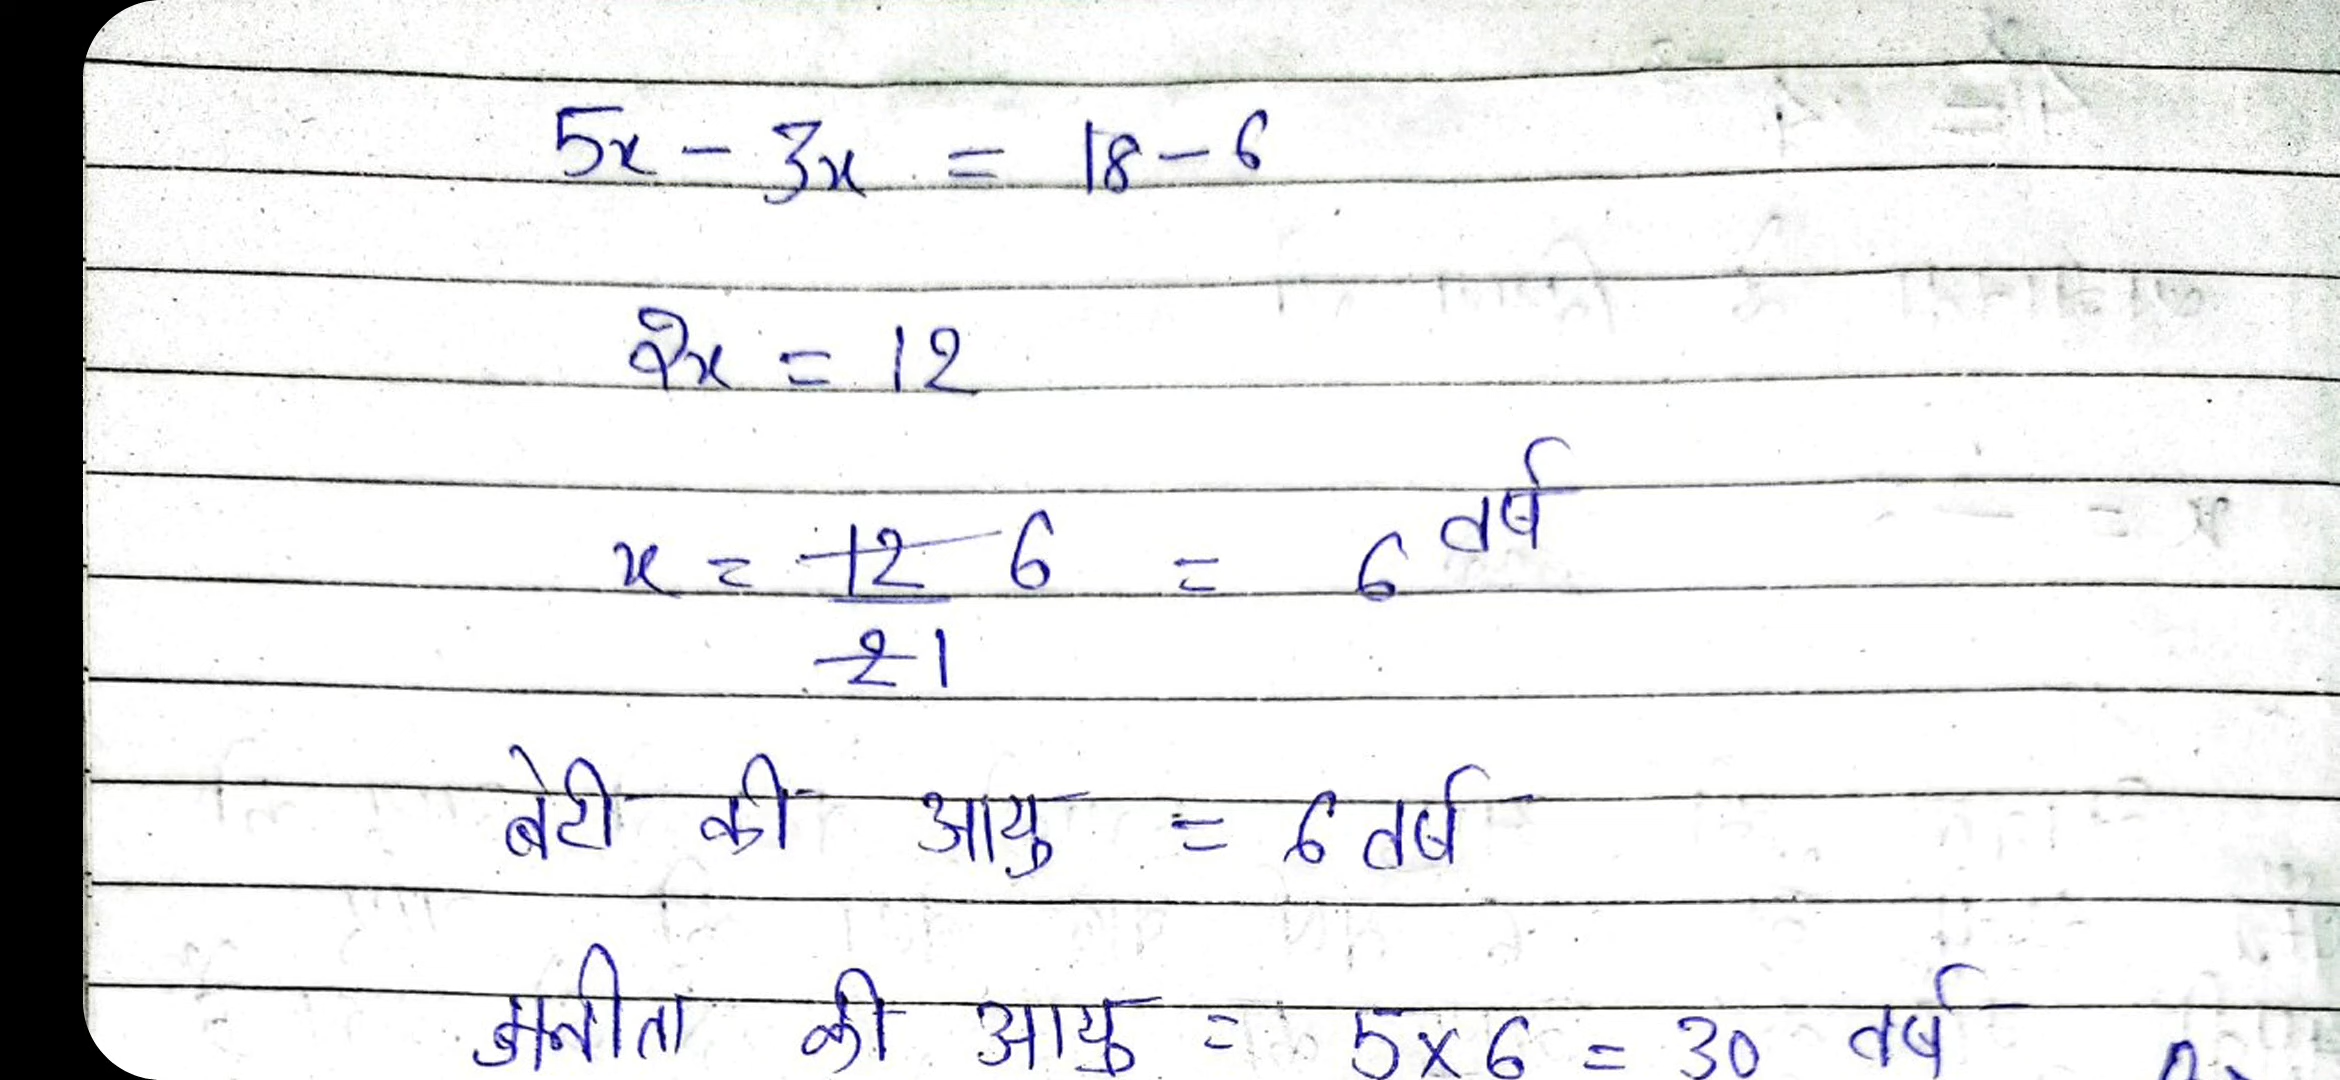 5x - 3x = 18 - 6
2x = 12
x = 12/2 6/1 = 6 वर्ष
बेटी की आयु = 6 वर्ष
अनीता की आयु = 5×6 = 30 वर्ष